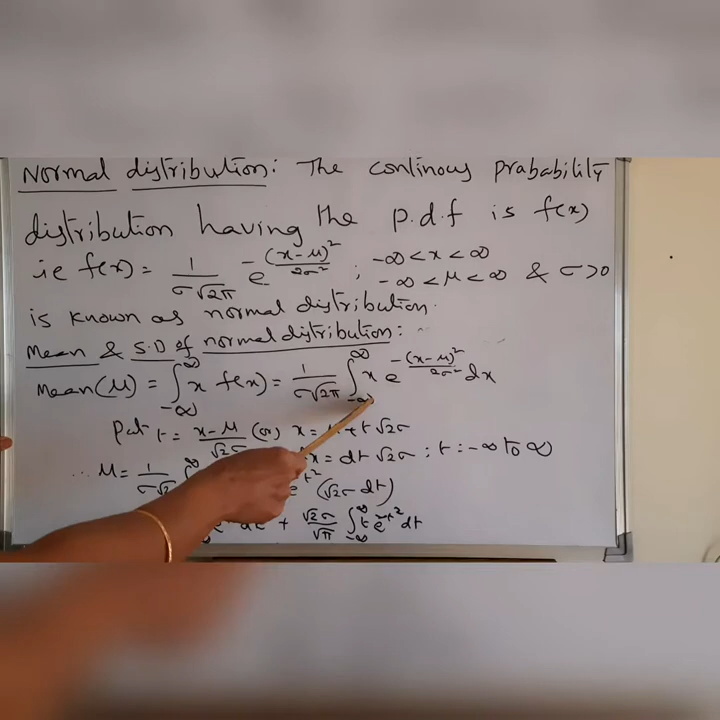 Normal distribution: The continous prabability
distribution having the p.d.f is f(x)
ie f(x) = 1/σ√2π e^-(x-μ)²/2σ² ; -∞<x<∞
-∞<μ<∞ & σ>0
is known as normal distribution.
Mean & S.D of normal distribution:
Mean(μ) = ∫_-∞^∞ x f(x) = 1/σ√2π ∫_-∞^∞ x e^-(x-μ)²/2σ² dx
put t = x-μ/√2σ (or) x = + t √2σ
x = dt √2σ ; t: -∞ to ∞
∴ μ = 1/σ√2 (√2σ dt)
+ √2σ/√π ∫_-∞^∞ t e^-t² dt